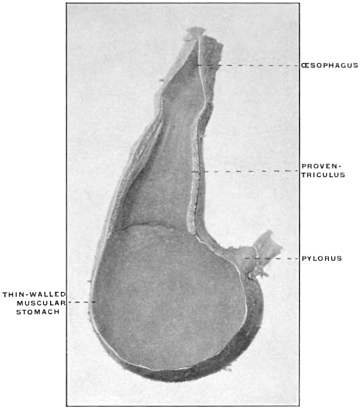 ŒSOPHAGUS
PROVEN-
TRICULUS
PYLORUS
THIN-WALLED
MUSCULAR
STOMACH